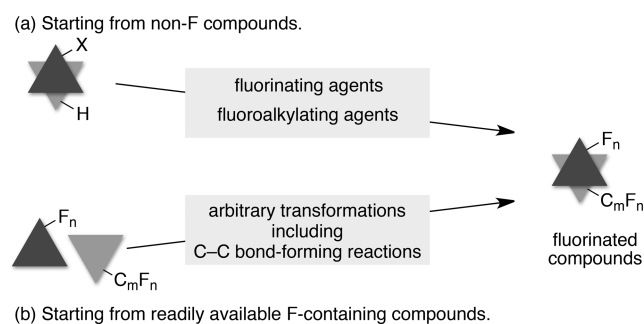 (a) Starting from non-F compounds.
X
H
fluorinating agents
fluoroalkylating agents
Fn
CmFn
fluorinated
compounds
Fn
CmFn
arbitrary transformations
including
C–C bond-forming reactions
(b) Starting from readily available F-containing compounds.